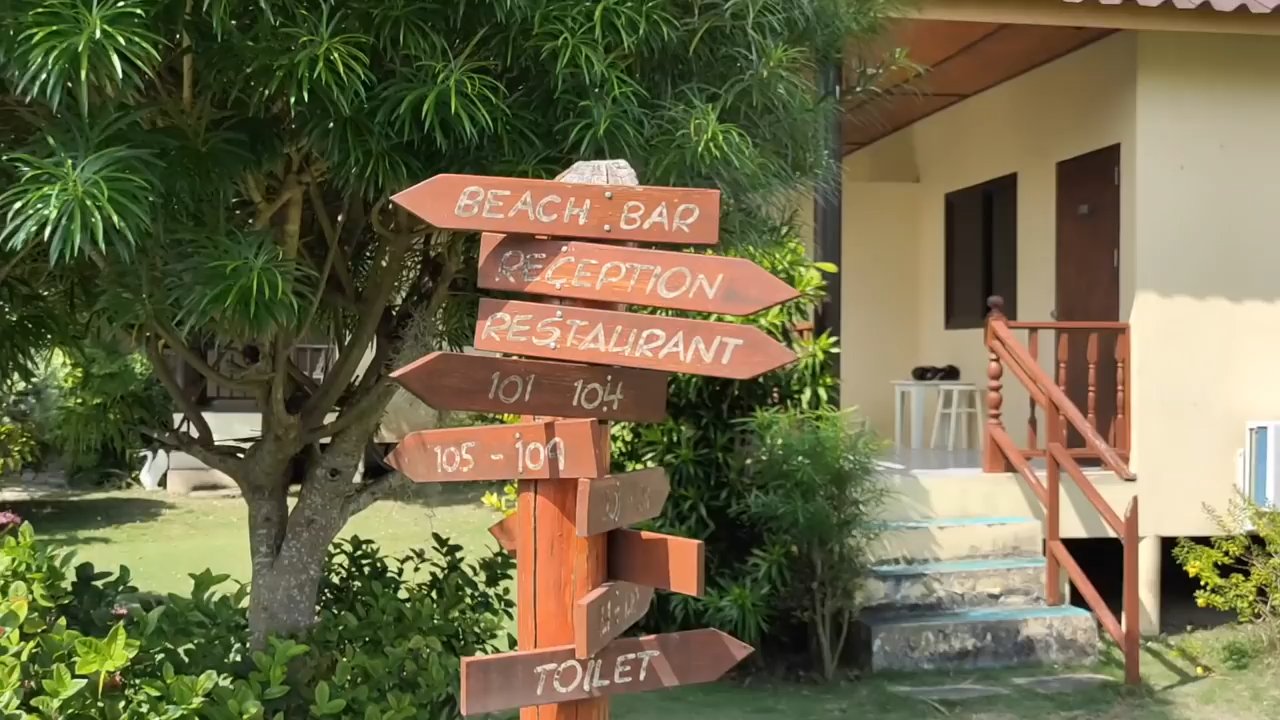 BEACH BAR
RECEPTION
RESTAURANT
101 104
105 - 109
TOILET